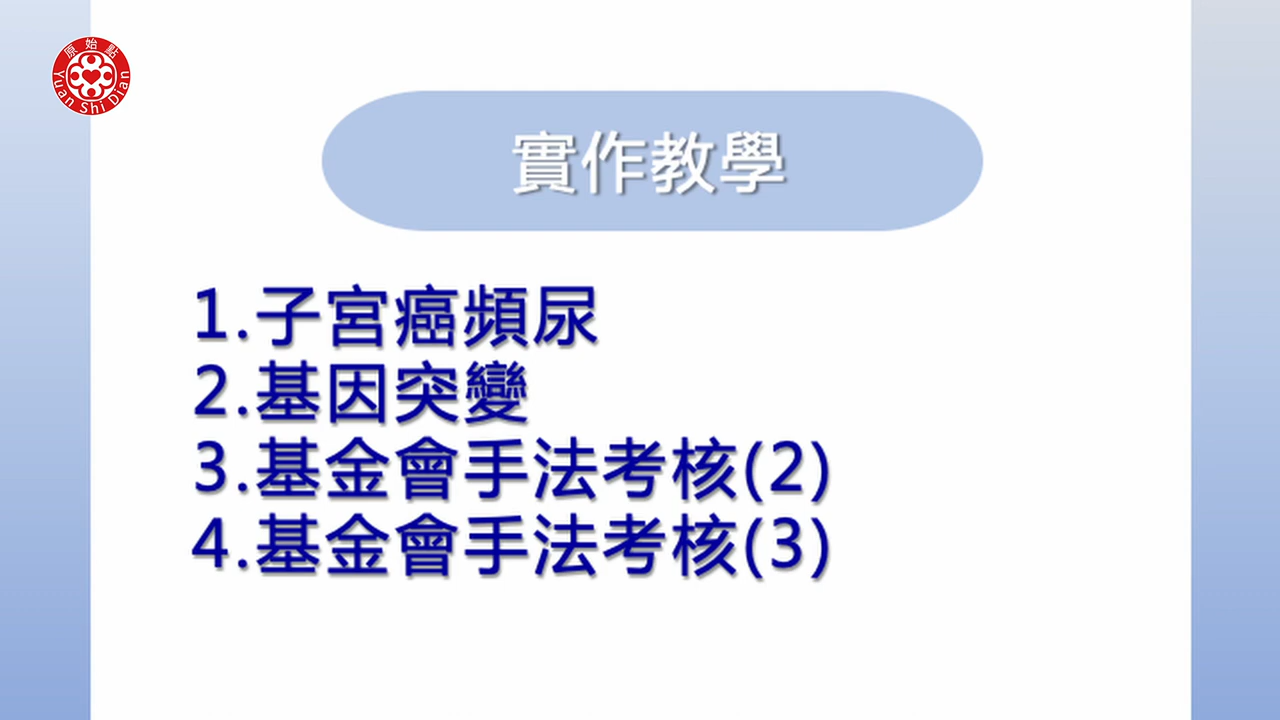 原始點
Yuan Shi Dian
實作教學
1.子宮癌頻尿
2.基因突變
3.基金會手法考核(2)
4.基金會手法考核(3)